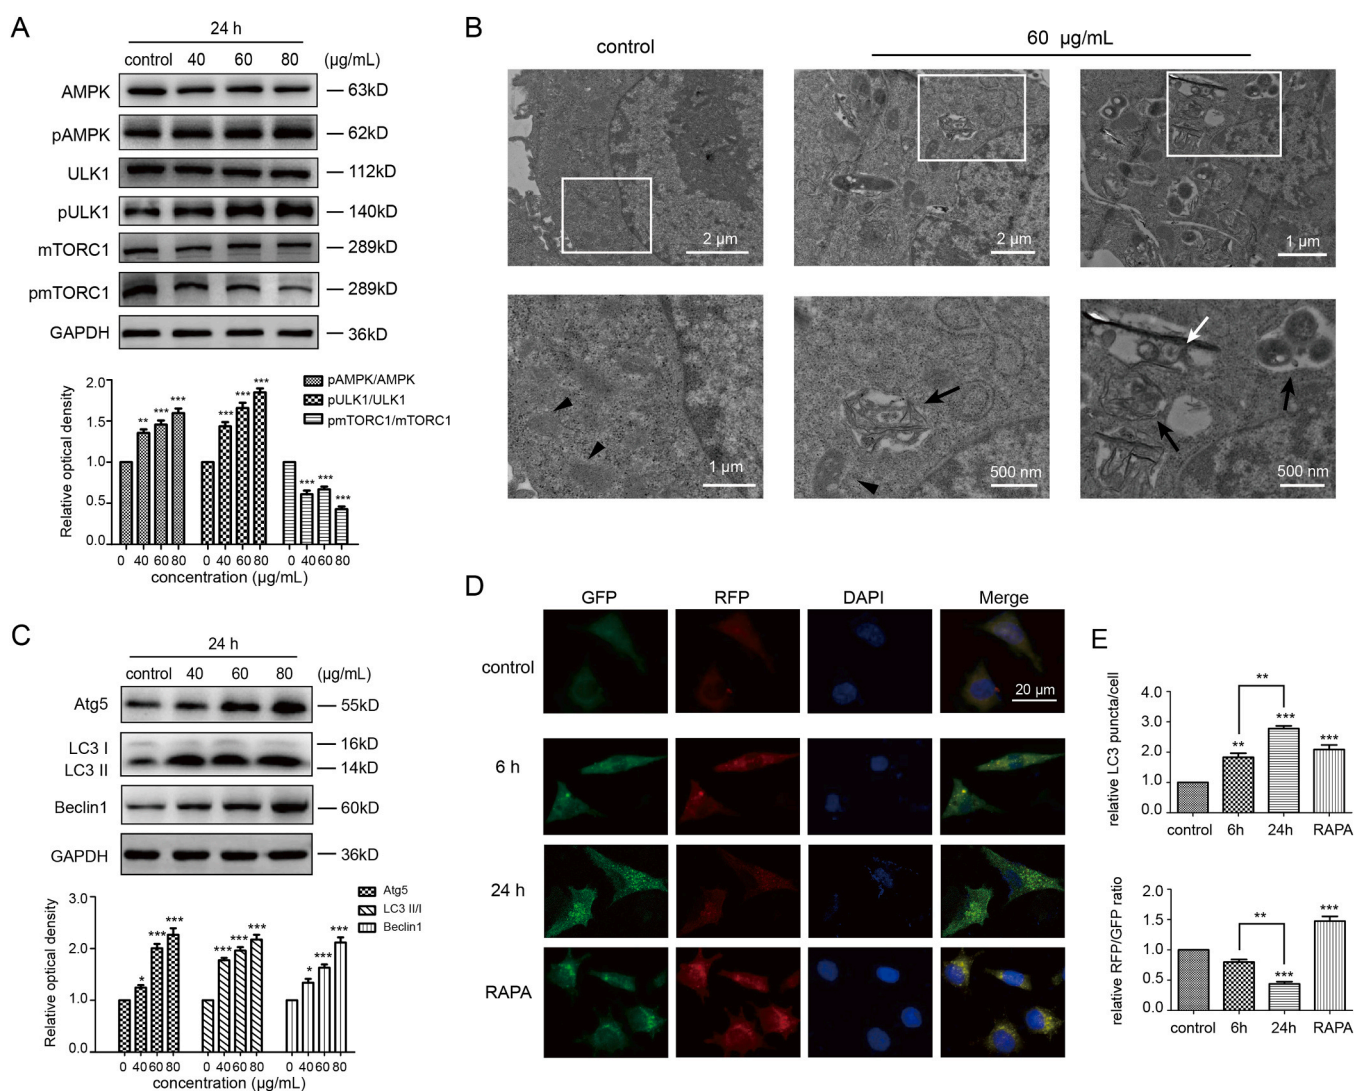 A
24 h
control 40 60 80 (µg/mL)
AMPK 63kD
pAMPK 62kD
ULK1 112kD
pULK1 140kD
mTORC1 289kD
pmTORC1 289kD
GAPDH 36kD
Relative optical density
2.0
1.0
0.5
0.0
** *** *** *** *** *** *** *** ***
pAMPK/AMPK
pULK1/ULK1
pmTORC1/mTORC1
0 40 60 80 0 40 60 80 0 40 60 80
concentration (µg/mL)
B
control
60 µg/mL
2 µm
2 µm
1 µm
1 µm
500 nm
500 nm
C
24 h
control 40 60 80 (µg/mL)
Atg5 55kD
LC3 I 16kD
LC3 II 14kD
Beclin1 60kD
GAPDH 36kD
Relative optical density
3.0
2.0
1.0
0.0
* *** *** *** *** *** * *** ***
Atg5
LC3 II/I
Beclin1
0 40 60 80 0 40 60 80 0 40 60 80
concentration (µg/mL)
D
GFP RFP DAPI Merge
control
20 µm
6 h
24 h
RAPA
E
relative LC3 puncta/cell
4.0
3.0
2.0
1.0
0.0
**
** *** ***
control 6h 24h RAPA
relative RFP/GFP ratio
2.0
1.5
1.0
0.5
0.0
**
*** ***
control 6h 24h RAPA